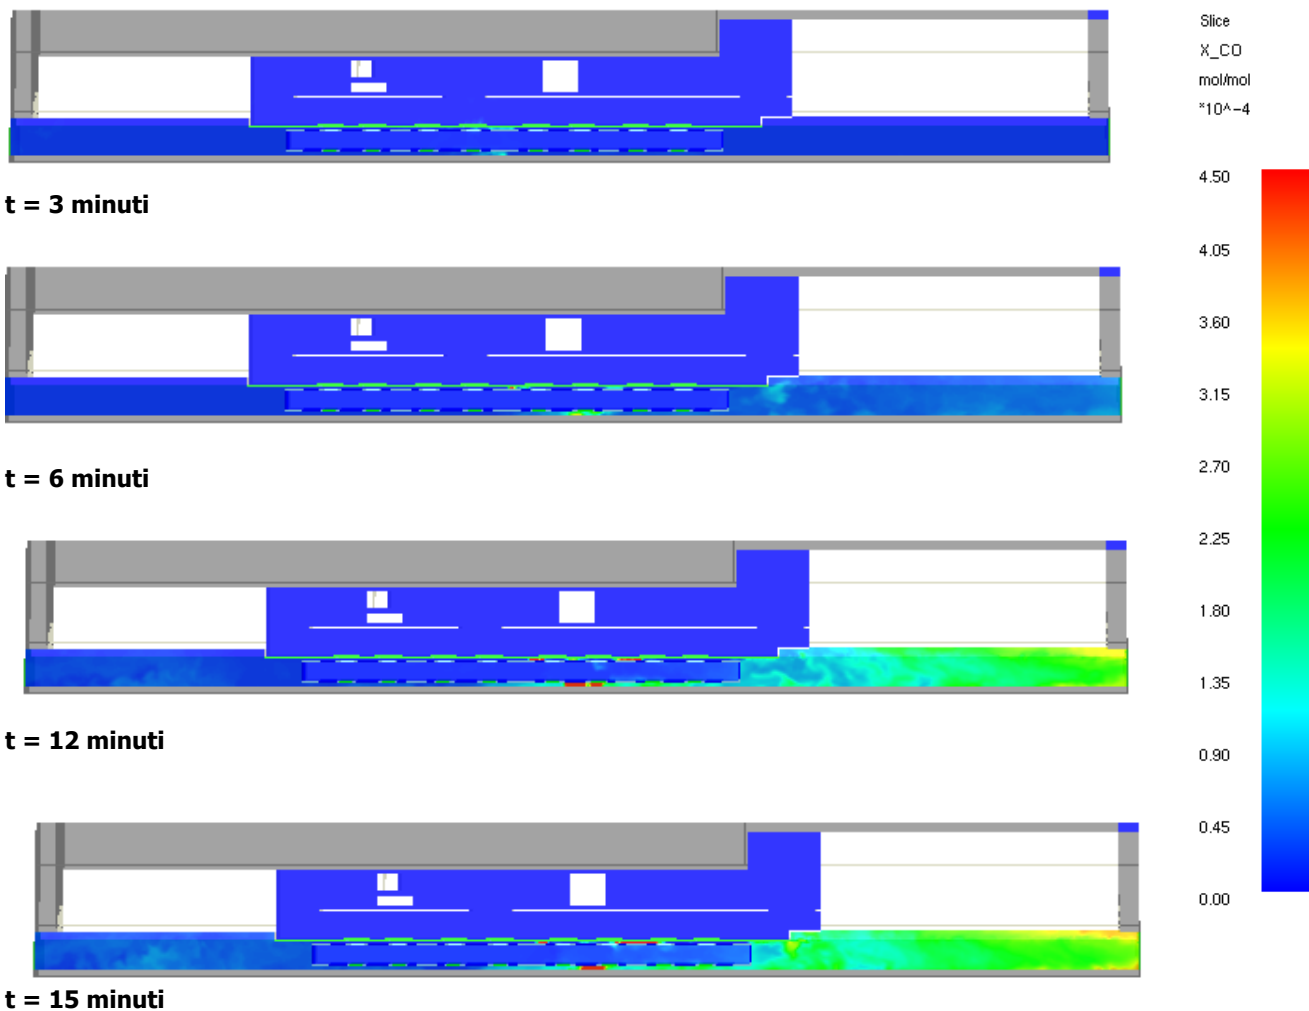 Slice
X_CO
mol/mol
*10^-4
t = 3 minuti
4.50
4.05
3.60
3.15
2.70
2.25
1.80
1.35
0.90
0.45
0.00
t = 6 minuti
t = 12 minuti
t = 15 minuti